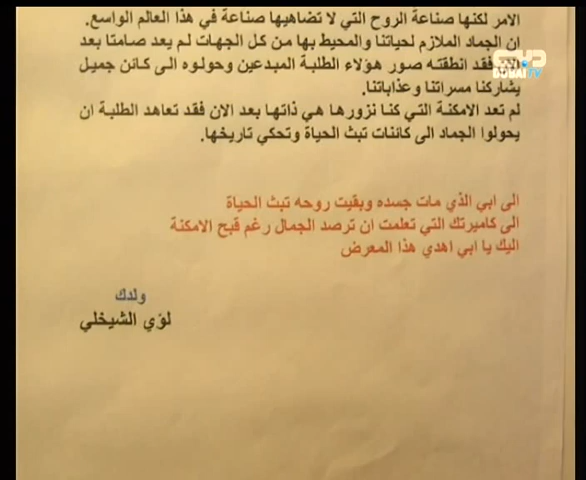 الامر لكنها صناعة الروح التي لا تضاهيها صناعة في هذا العالم الواسع.
ان الجماد الملازم لحياتنا والمحيط بها من كل الجهات لم يعد صامتا بعد
الان فقد انطقته صور هؤلاء الطلبة المبدعين وحولوه الى كائن جميل
يشاركنا مسراتنا وعذاباتنا.
لم تعد الامكنة التي كنا نزورها هي ذاتها بعد الان فقد تعاهد الطلبة ان
يحولوا الجماد الى كائنات تبث الحياة وتحكي تاريخها.
الى ابي الذي مات جسده وبقيت روحه تبث الحياة
الى كاميرتك التي تعلمت ان ترصد الجمال رغم قبح الامكنة
اليك يا ابي اهدي هذا المعرض
ولدك
لؤي الشيخلي
دبي
DUBAI TV